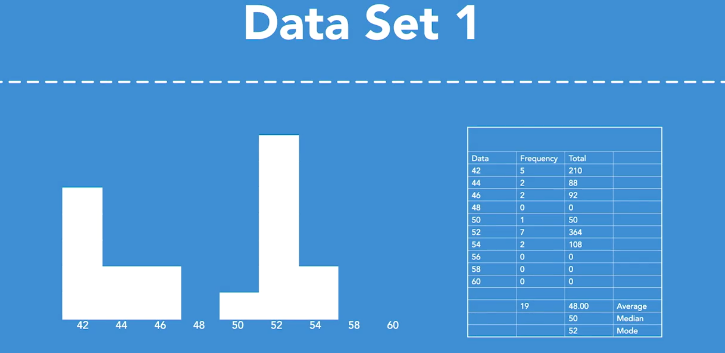 Data Set 1
42 44 46 48 50 52 54 58 60
Data Frequency Total
42 5 210
44 2 88
46 2 92
48 0 0
50 1 50
52 7 364
54 2 108
56 0 0
58 0 0
60 0 0
19 48.00 Average
50 Median
52 Mode